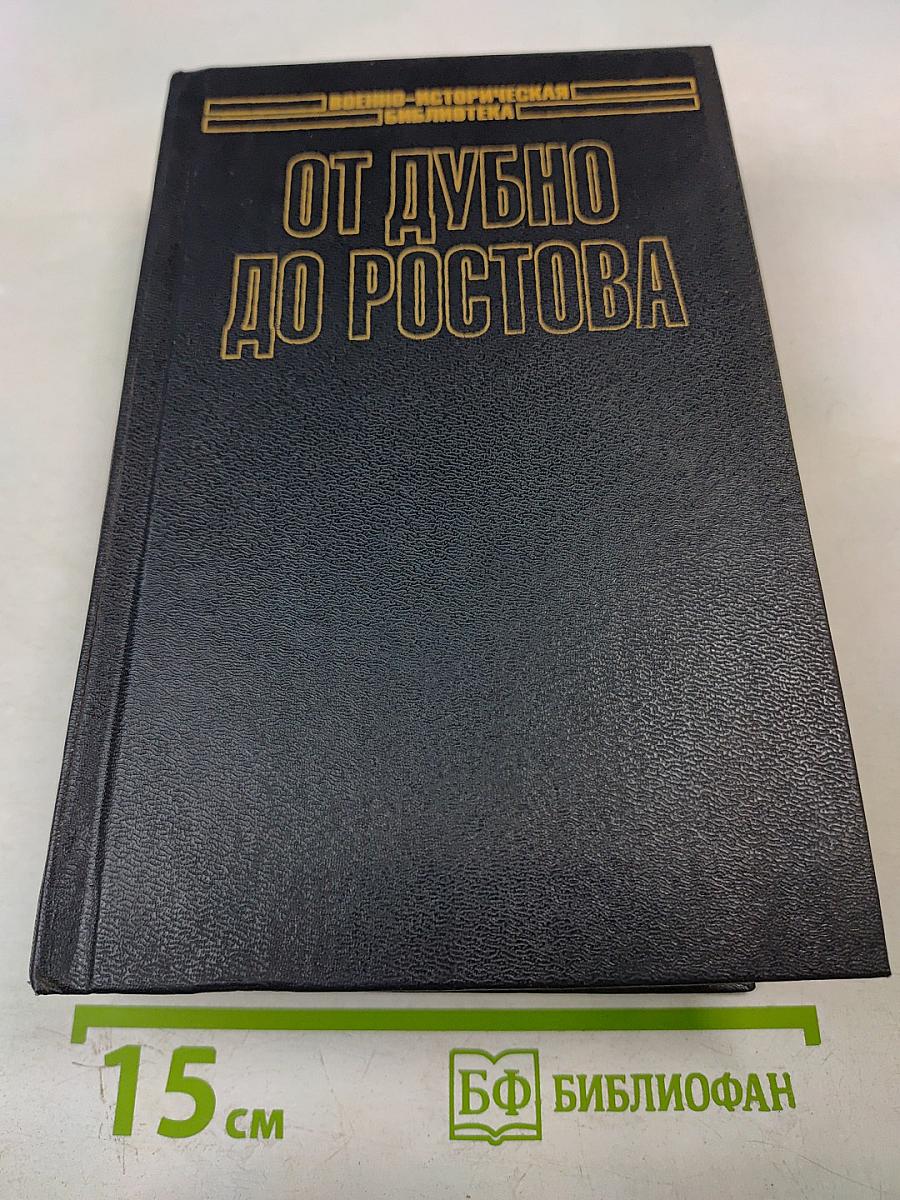 ВОЕННО-ИСТОРИЧЕСКАЯ
БИБЛИОТЕКА
ОТ ДУБНО
ДО РОСТОВА
15 см
БФ БИБЛИОФАН